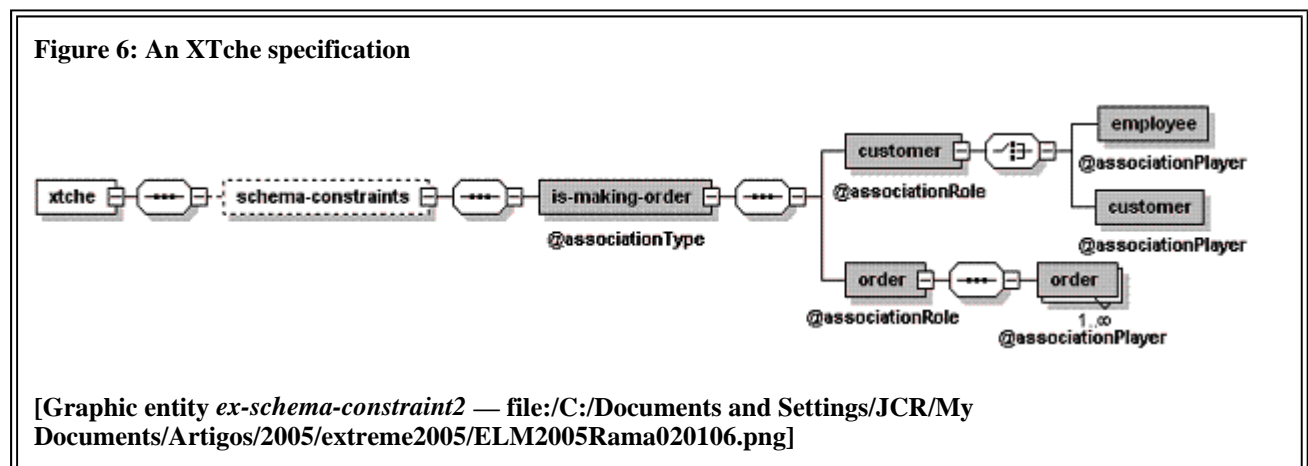 Figure 6: An XTche specification
employee
customer
@associationPlayer
@associationRole
xtche
schema-constraints
is-making-order
customer
@associationType
@associationPlayer
order
order
@associationRole
1..∞
@associationPlayer
[Graphic entity ex-schema-constraint2 — file:/C:/Documents and Settings/JCR/My
Documents/Artigos/2005/extreme2005/ELM2005Rama020106.png]